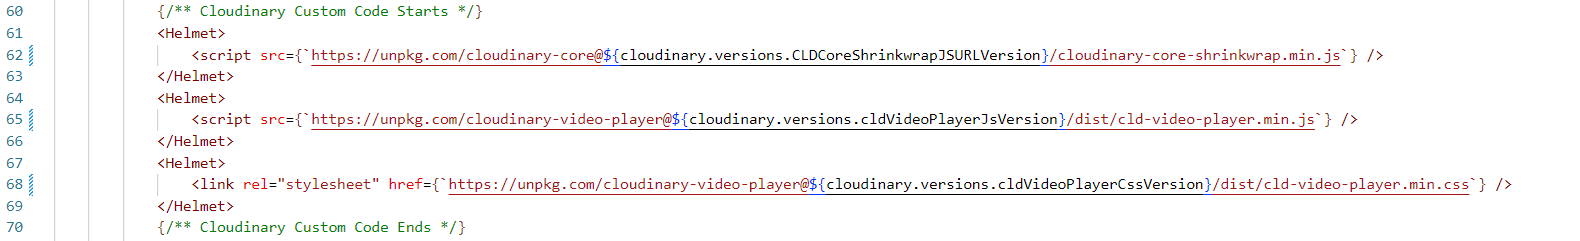 60 {/** Cloudinary Custom Code Starts */}
61 <Helmet>
62 <script src={`https://unpkg.com/cloudinary-core@${cloudinary.versions.CLDCoreShrinkwrapJSURLVersion}/cloudinary-core-shrinkwrap.min.js`} />
63 </Helmet>
64 <Helmet>
65 <script src={`https://unpkg.com/cloudinary-video-player@${cloudinary.versions.cldVideoPlayerJsVersion}/dist/cld-video-player.min.js`} />
66 </Helmet>
67 <Helmet>
68 <link rel="stylesheet" href={`https://unpkg.com/cloudinary-video-player@${cloudinary.versions.cldVideoPlayerCssVersion}/dist/cld-video-player.min.css`} />
69 </Helmet>
70 {/** Cloudinary Custom Code Ends */}